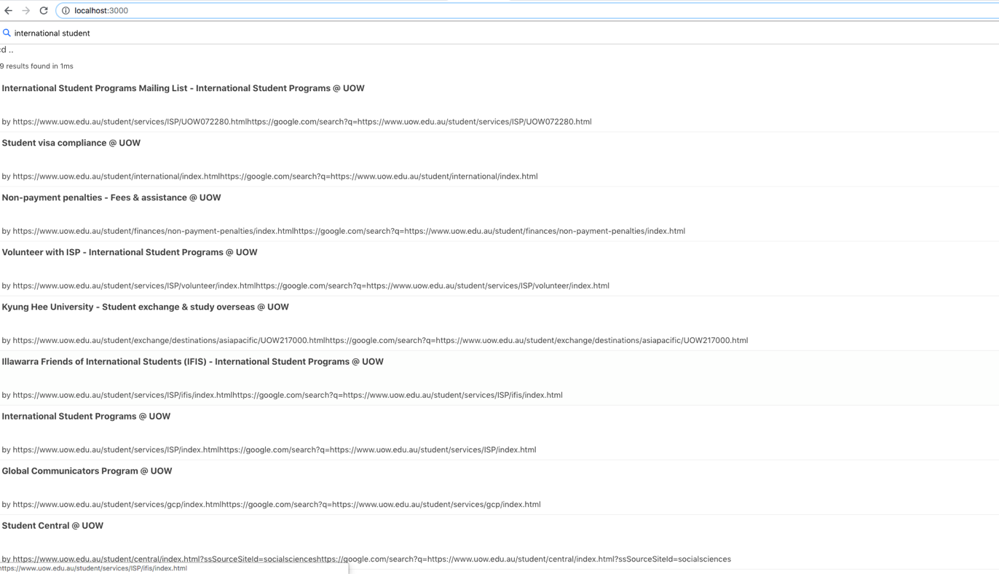 localhost:3000
international student
cd ..
9 results found in 1ms
International Student Programs Mailing List - International Student Programs @ UOW
by https://www.uow.edu.au/student/services/ISP/UOW072280.htmlhttps://google.com/search?q=https://www.uow.edu.au/student/services/ISP/UOW072280.html
Student visa compliance @ UOW
by https://www.uow.edu.au/student/international/index.htmlhttps://google.com/search?q=https://www.uow.edu.au/student/international/index.html
Non-payment penalties - Fees & assistance @ UOW
by https://www.uow.edu.au/student/finances/non-payment-penalties/index.htmlhttps://google.com/search?q=https://www.uow.edu.au/student/finances/non-payment-penalties/index.html
Volunteer with ISP - International Student Programs @ UOW
by https://www.uow.edu.au/student/services/ISP/volunteer/index.htmlhttps://google.com/search?q=https://www.uow.edu.au/student/services/ISP/volunteer/index.html
Kyung Hee University - Student exchange & study overseas @ UOW
by https://www.uow.edu.au/student/exchange/destinations/asiapacific/UOW217000.htmlhttps://google.com/search?q=https://www.uow.edu.au/student/exchange/destinations/asiapacific/UOW217000.html
Illawarra Friends of International Students (IFIS) - International Student Programs @ UOW
by https://www.uow.edu.au/student/services/ISP/ifis/index.htmlhttps://google.com/search?q=https://www.uow.edu.au/student/services/ISP/ifis/index.html
International Student Programs @ UOW
by https://www.uow.edu.au/student/services/ISP/index.htmlhttps://google.com/search?q=https://www.uow.edu.au/student/services/ISP/index.html
Global Communicators Program @ UOW
by https://www.uow.edu.au/student/services/gcp/index.htmlhttps://google.com/search?q=https://www.uow.edu.au/student/services/gcp/index.html
Student Central @ UOW
by https://www.uow.edu.au/student/central/index.html?ssSourceSiteId=socialscienceshttps://google.com/search?q=https://www.uow.edu.au/student/central/index.html?ssSourceSiteId=socialsciences
https://www.uow.edu.au/student/services/ISP/ifis/index.html